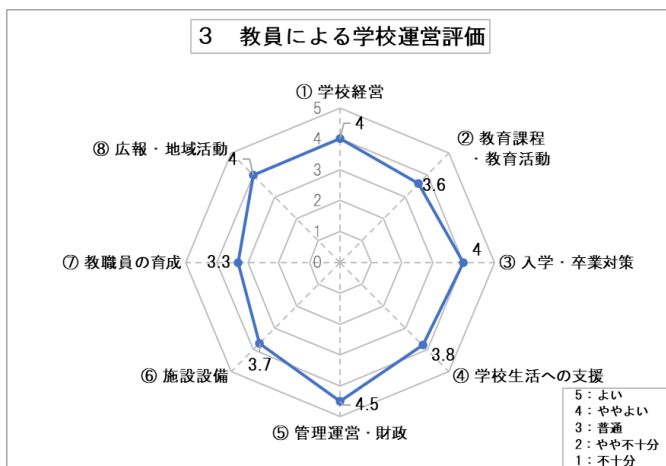 3 教員による学校運営評価
① 学校経営
② 教育課程
・教育活動
③ 入学・卒業対策
④ 学校生活への支援
⑤ 管理運営・財政
⑥ 施設設備
⑦ 教職員の育成
⑧ 広報・地域活動
5
4
3
2
1
0
4
3.6
4
3.8
4.5
3.7
3.3
4
5：よい
4：ややよい
3：普通
2：やや不十分
1：不十分